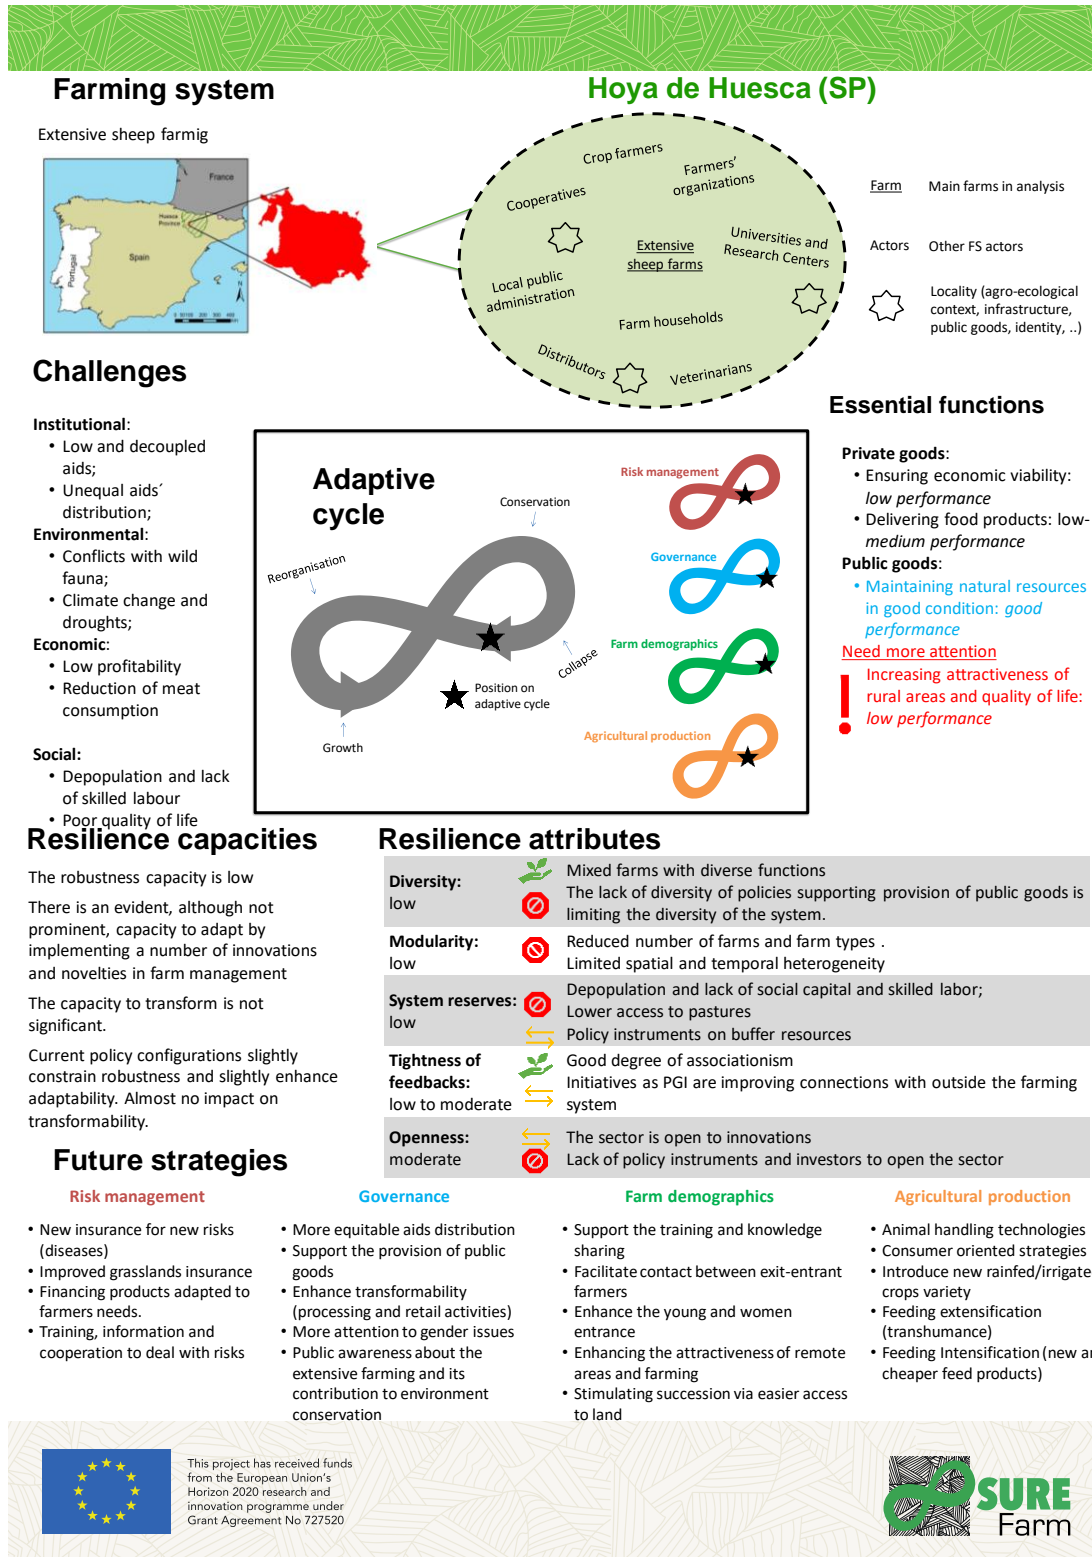 Farming system
Hoya de Huesca (SP)
Extensive sheep farmig
France
Huesca
Province
Spain
Portugal
N
Crop farmers
Farmers'
organizations
Cooperatives
Universities and
Research Centers
Extensive
sheep farms
Local public
administration
Farm households
Distributors
Veterinarians
Farm Main farms in analysis
Actors Other FS actors
Locality (agro-ecological
context, infrastructure,
public goods, identity, ..)
Challenges
Institutional:
• Low and decoupled
aids;
• Unequal aids´
distribution;
Environmental:
• Conflicts with wild
fauna;
• Climate change and
droughts;
Economic:
• Low profitability
• Reduction of meat
consumption
Social:
• Depopulation and lack
of skilled labour
• Poor quality of life
Adaptive
cycle
Conservation
Reorganisation
Collapse
Position on
adaptive cycle
Growth
Risk management
Governance
Farm demographics
Agricultural production
Essential functions
Private goods:
• Ensuring economic viability:
low performance
• Delivering food products: low-
medium performance
Public goods:
• Maintaining natural resources
in good condition: good
performance
Need more attention
! Increasing attractiveness of
rural areas and quality of life:
low performance
Resilience capacities
The robustness capacity is low
There is an evident, although not
prominent, capacity to adapt by
implementing a number of innovations
and novelties in farm management
The capacity to transform is not
significant.
Current policy configurations slightly
constrain robustness and slightly enhance
adaptability. Almost no impact on
transformability.
Resilience attributes
Diversity:
low
Mixed farms with diverse functions
The lack of diversity of policies supporting provision of public goods is
limiting the diversity of the system.
Modularity:
low
Reduced number of farms and farm types .
Limited spatial and temporal heterogeneity
System reserves:
low
Depopulation and lack of social capital and skilled labor;
Lower access to pastures
Policy instruments on buffer resources
Tightness of
feedbacks:
low to moderate
Good degree of associationism
Initiatives as PGI are improving connections with outside the farming
system
Openness:
moderate
The sector is open to innovations
Lack of policy instruments and investors to open the sector
Future strategies
Risk management
• New insurance for new risks
(diseases)
• Improved grasslands insurance
• Financing products adapted to
farmers needs.
• Training, information and
cooperation to deal with risks
Governance
• More equitable aids distribution
• Support the provision of public
goods
• Enhance transformability
(processing and retail activities)
• More attention to gender issues
• Public awareness about the
extensive farming and its
contribution to environment
conservation
Farm demographics
• Support the training and knowledge
sharing
• Facilitate contact between exit-entrant
farmers
• Enhance the young and women
entrance
• Enhancing the attractiveness of remote
areas and farming
• Stimulating succession via easier access
to land
Agricultural production
• Animal handling technologies
• Consumer oriented strategies
• Introduce new rainfed/irrigate
crops variety
• Feeding extensification
(transhumance)
• Feeding Intensification (new a
cheaper feed products)
This project has received funds
from the European Union's
Horizon 2020 research and
innovation programme under
Grant Agreement No 727520
SURE
Farm